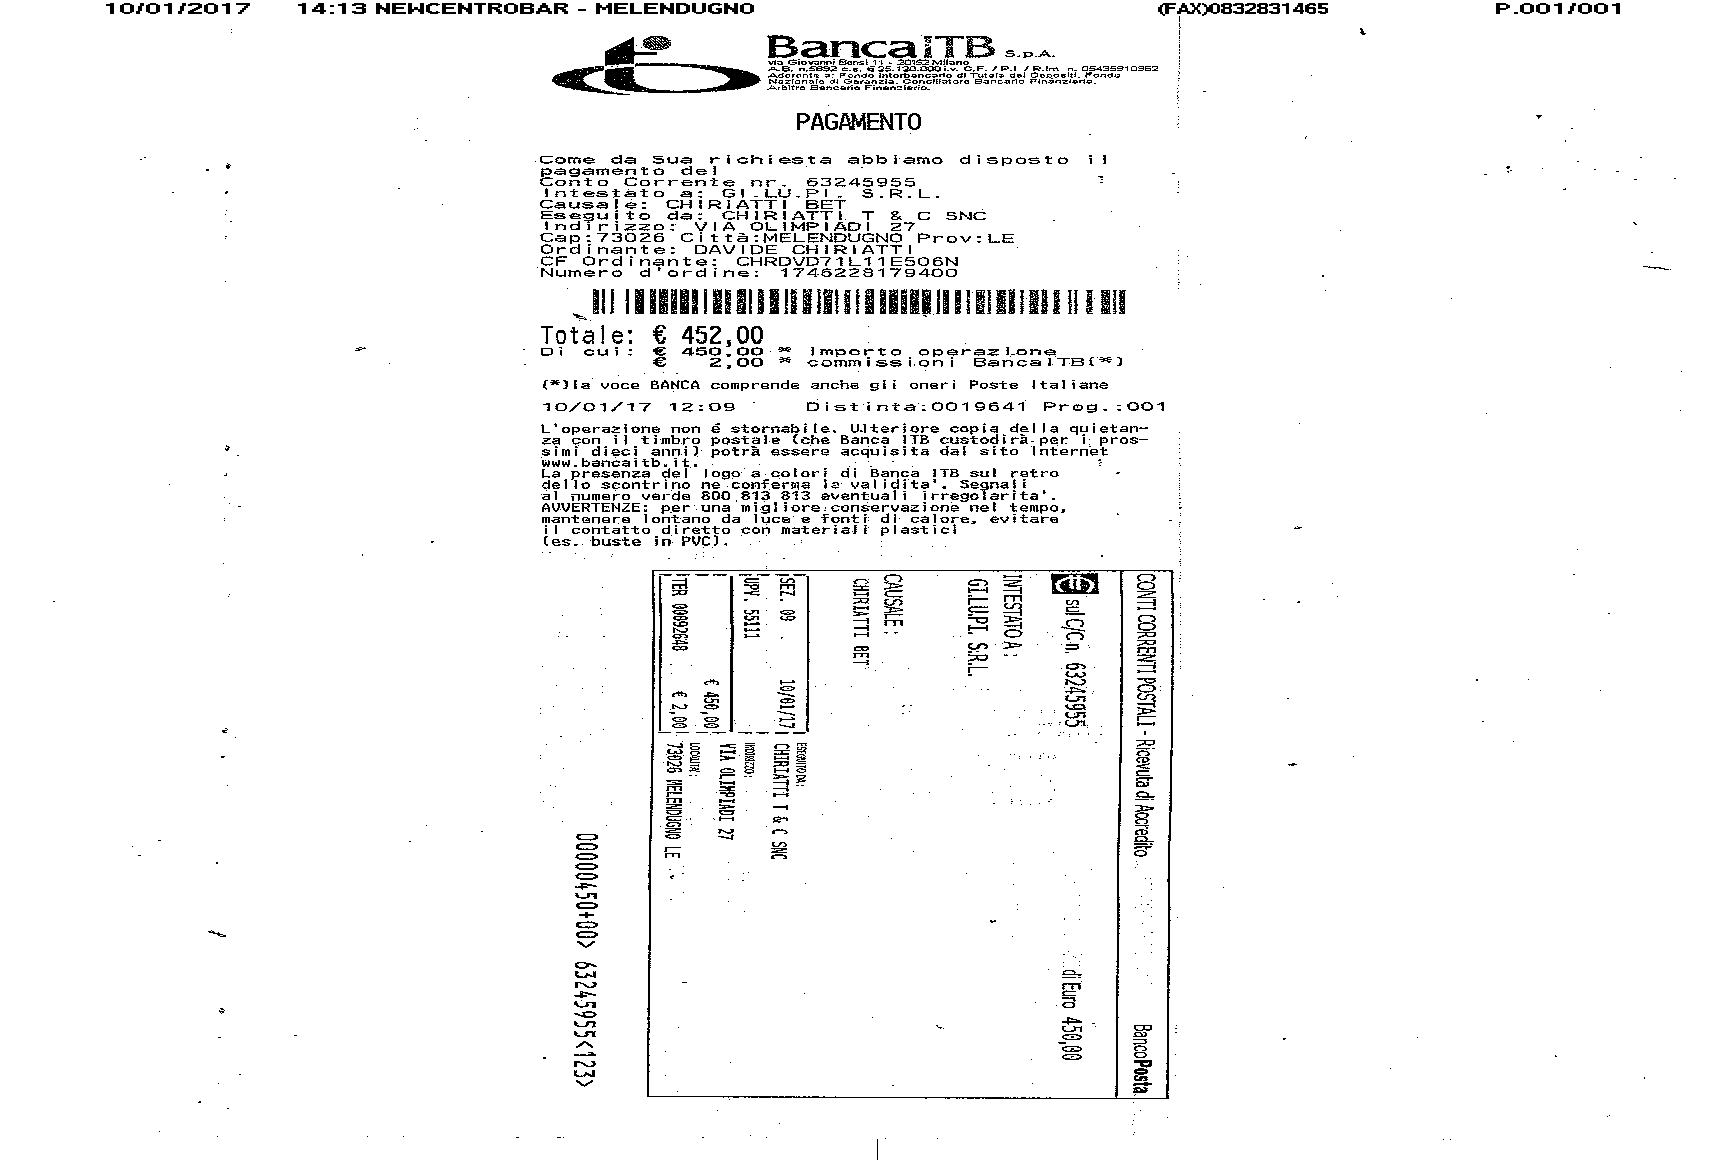 10/01/2017 14:13 NEWCENTROBAR - MELENDUGNO (FAX)0832831465 P.001/001
BancaITB S.p.A.
via Giovanni Bensi 11 - 20152 Milano
A.B. n.5692 c.s. € 25.120.000 i.v. C.F. / P.I. / R.Im. n. 05435910962
Aderente a: Fondo Interbancario di Tutela dei Depositi, Fondo
Nazionale di Garanzia, Conciliatore Bancario Finanziario,
Arbitro Bancario Finanziario.
PAGAMENTO
Come da Sua richiesta abbiamo disposto il
pagamento del
Conto Corrente nr. 63245955
Intestato a: GI.LU.PI. S.R.L.
Causale: CHIRIATTI BET
Eseguito da: CHIRIATTI T & C SNC
Indirizzo: VIA OLIMPIADI 27
Cap:73026 Città:MELENDUGNO Prov:LE
Ordinante: DAVIDE CHIRIATTI
CF Ordinante: CHRDVD71L11E506N
Numero d'ordine: 1746228179400
Totale: € 452,00
Di cui: € 450,00 * Importo operazione
€ 2,00 * commissioni BancaITB(*)
(*)la voce BANCA comprende anche gli oneri Poste Italiane
10/01/17 12:09 Distinta:0019641 Prog.:001
L'operazione non é stornabile. Ulteriore copia della quietan-
za con il timbro postale (che Banca ITB custodirà per i pros-
simi dieci anni) potrà essere acquisita dal sito Internet
www.bancaitb.it.
La presenza del logo a colori di Banca ITB sul retro
dello scontrino ne conferma la validita'. Segnali
al numero verde 800 813 813 eventuali irregolarita'.
AVVERTENZE: per una migliore conservazione nel tempo,
mantenere lontano da luce e fonti di calore, evitare
il contatto diretto con materiali plastici
(es. buste in PVC).
CONTI CORRENTI POSTALI - Ricevuta di Accredito BancoPosta
sul C/C n. 63245955 di Euro 450,00
INTESTATO A :
GI.LU.PI. S.R.L.
CAUSALE :
CHIRIATTI BET
SEZ. 09 10/01/17
UPY. 55111
€ 450,00
TER 00892648 € 2,00
ESEGUITO DA:
CHIRIATTI T & C SNC
INDIRIZZO:
VIA OLIMPIADI 27
LOCALITA':
73026 MELENDUGNO LE
00000450+00> 63245955<123>